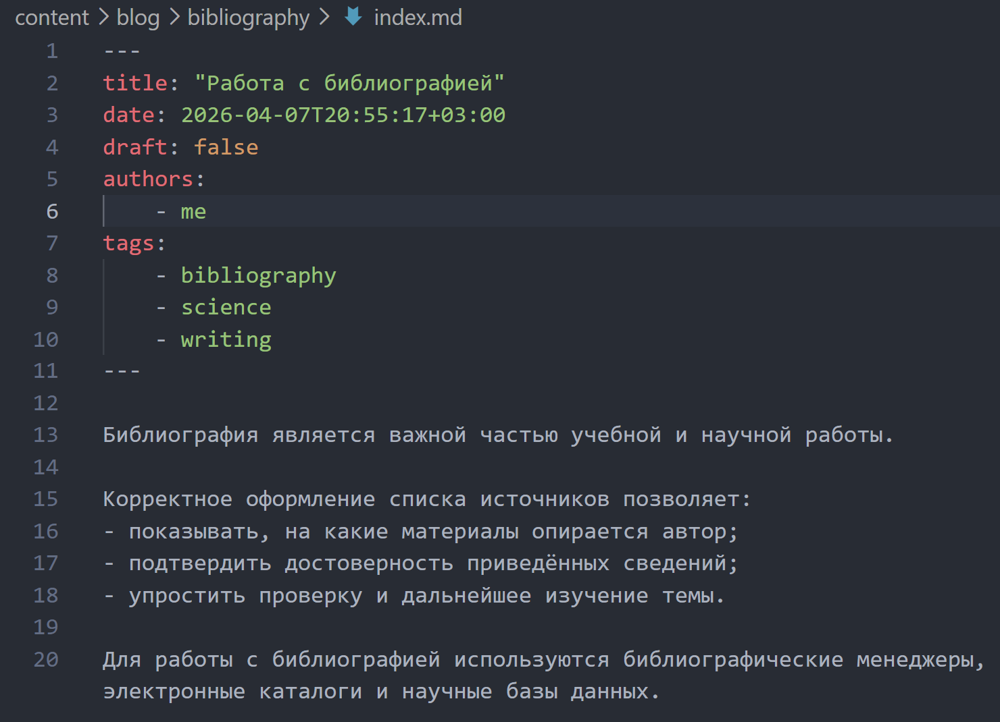 content > blog > bibliography > index.md
1 ---
2 title: "Работа с библиографией"
3 date: 2026-04-07T20:55:17+03:00
4 draft: false
5 authors:
6     - me
7 tags:
8     - bibliography
9     - science
10     - writing
11 ---
12
13 Библиография является важной частью учебной и научной работы.
14
15 Корректное оформление списка источников позволяет:
16 - показывать, на какие материалы опирается автор;
17 - подтвердить достоверность приведённых сведений;
18 - упростить проверку и дальнейшее изучение темы.
19
20 Для работы с библиографией используются библиографические менеджеры,
электронные каталоги и научные базы данных.